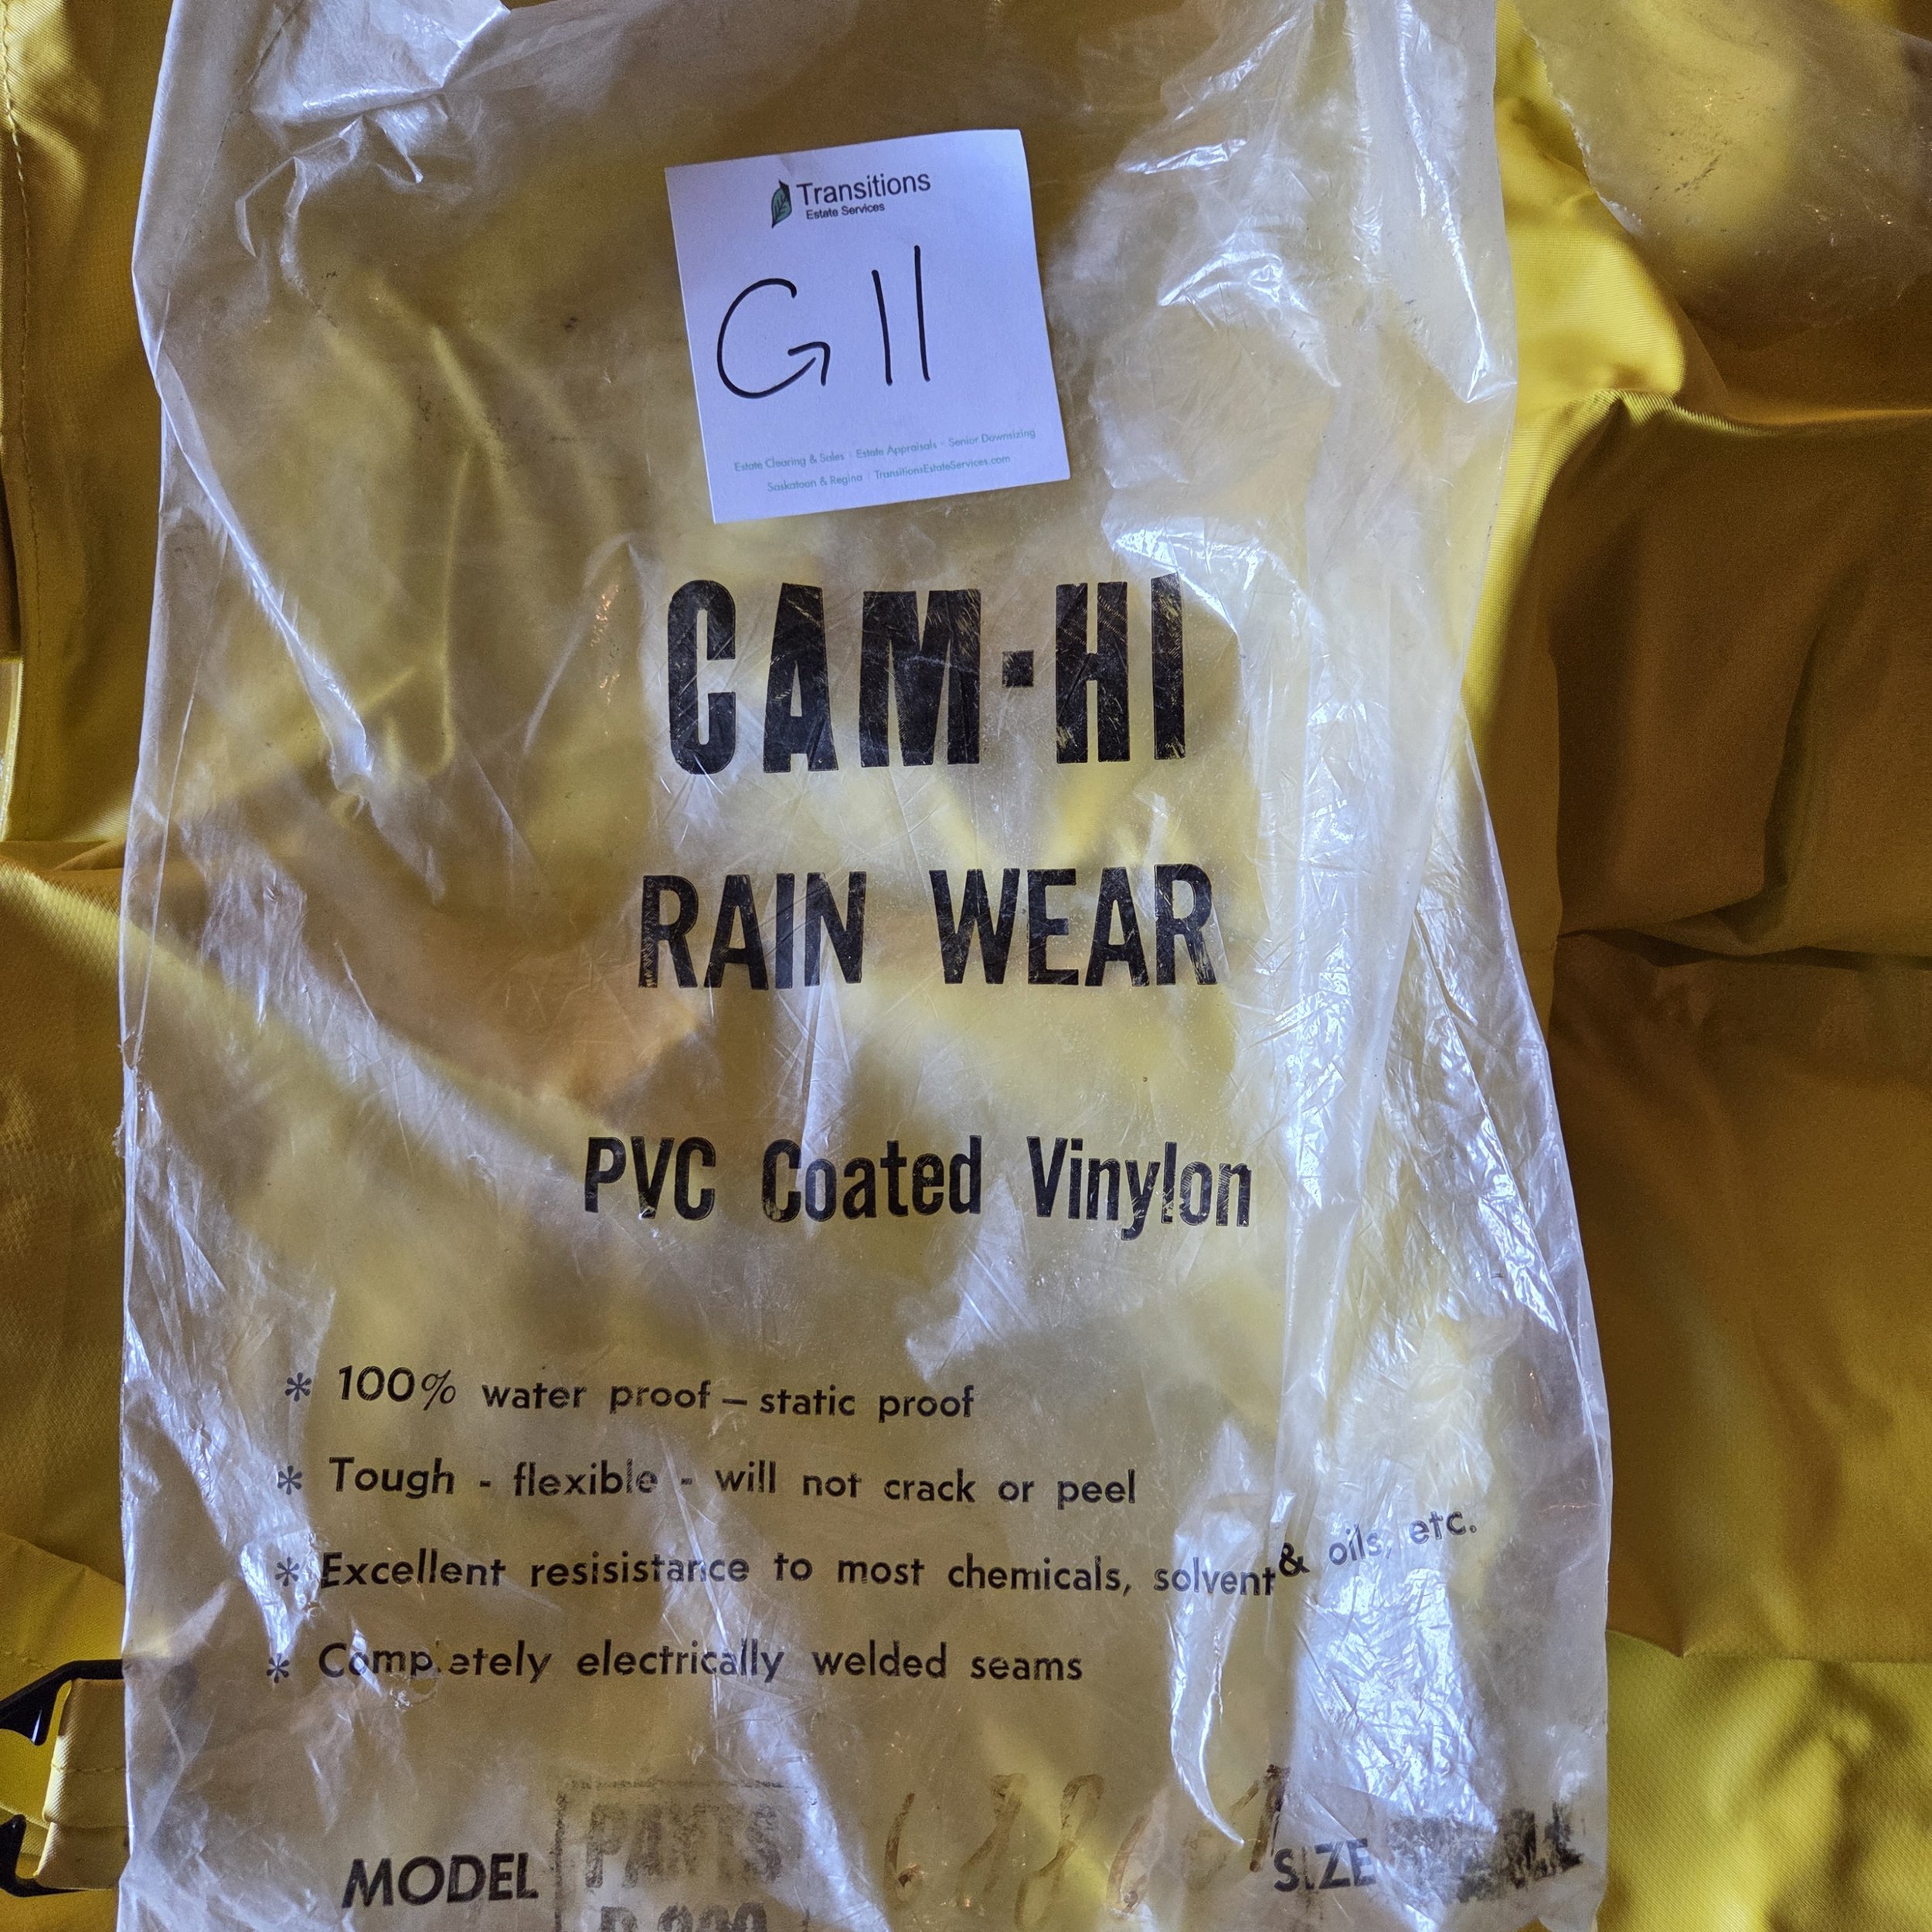 Transitions
Estate Services
G11
Estate Clearing & Sales · Estate Appraisals · Senior Downsizing
Saskatoon & Regina | TransitionsEstateServices.com
CAM-HI
RAIN WEAR
PVC Coated Vinylon
* 100% water proof – static proof
* Tough - flexible - will not crack or peel
* Excellent resisistance to most chemicals, solvent & oils, etc.
* Completely electrically welded seams
MODEL PANTS SIZE